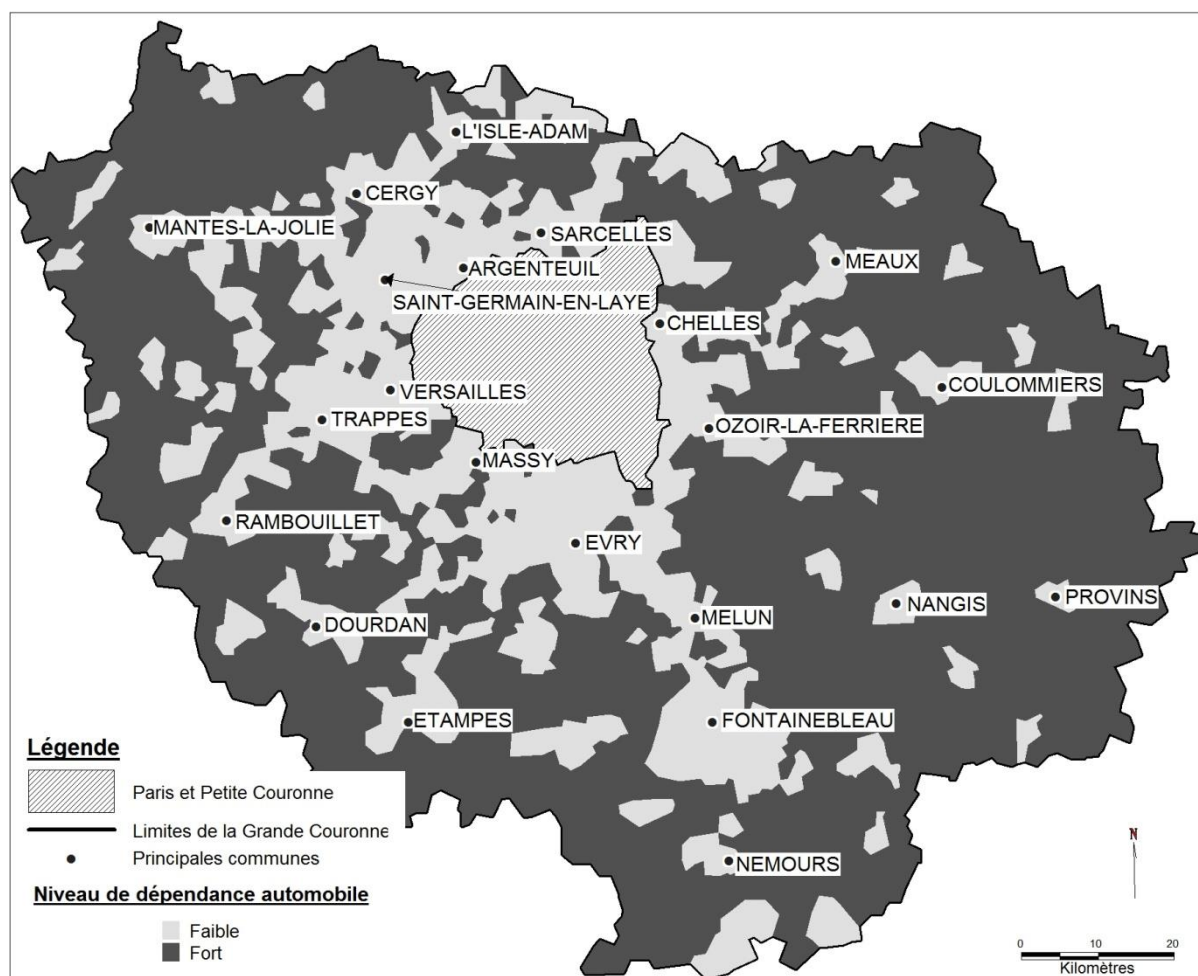 L'ISLE-ADAM
CERGY
MANTES-LA-JOLIE
SARCELLES
ARGENTEUIL
MEAUX
SAINT-GERMAIN-EN-LAYE
CHELLES
VERSAILLES
COULOMMIERS
TRAPPES
OZOIR-LA-FERRIERE
MASSY
RAMBOUILLET
EVRY
NANGIS
PROVINS
DOURDAN
MELUN
ETAMPES
FONTAINEBLEAU
NEMOURS
Légende
Paris et Petite Couronne
Limites de la Grande Couronne
Principales communes
Niveau de dépendance automobile
Faible
Fort
N
0 10 20
Kilomètres